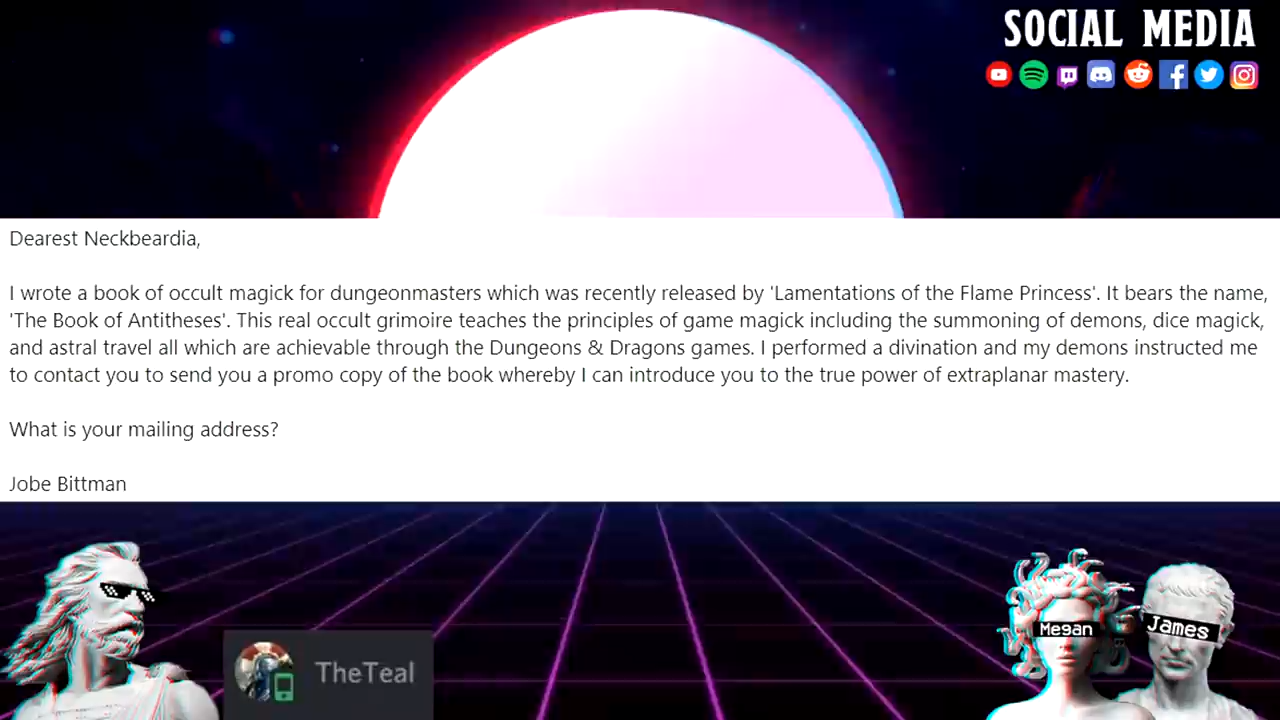 SOCIAL MEDIA
Dearest Neckbeardia,
I wrote a book of occult magick for dungeonmasters which was recently released by 'Lamentations of the Flame Princess'. It bears the name,
'The Book of Antitheses'. This real occult grimoire teaches the principles of game magick including the summoning of demons, dice magick,
and astral travel all which are achievable through the Dungeons & Dragons games. I performed a divination and my demons instructed me
to contact you to send you a promo copy of the book whereby I can introduce you to the true power of extraplanar mastery.
What is your mailing address?
Jobe Bittman
Megan
James
TheTeal